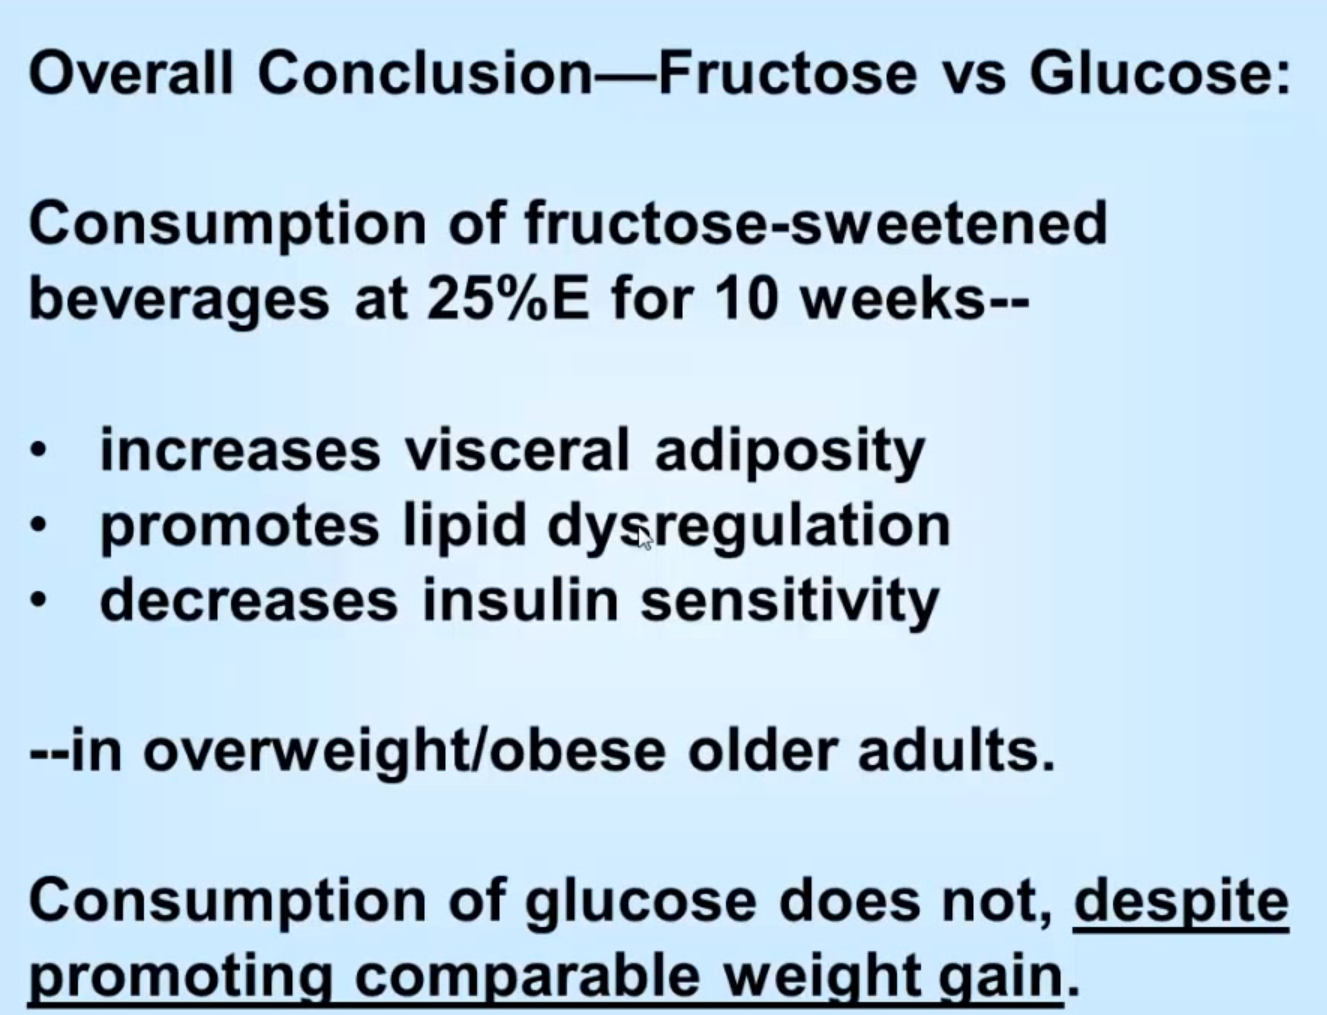 Overall Conclusion—Fructose vs Glucose:
Consumption of fructose-sweetened
beverages at 25%E for 10 weeks--
• increases visceral adiposity
• promotes lipid dysregulation
• decreases insulin sensitivity
--in overweight/obese older adults.
Consumption of glucose does not, despite
promoting comparable weight gain.